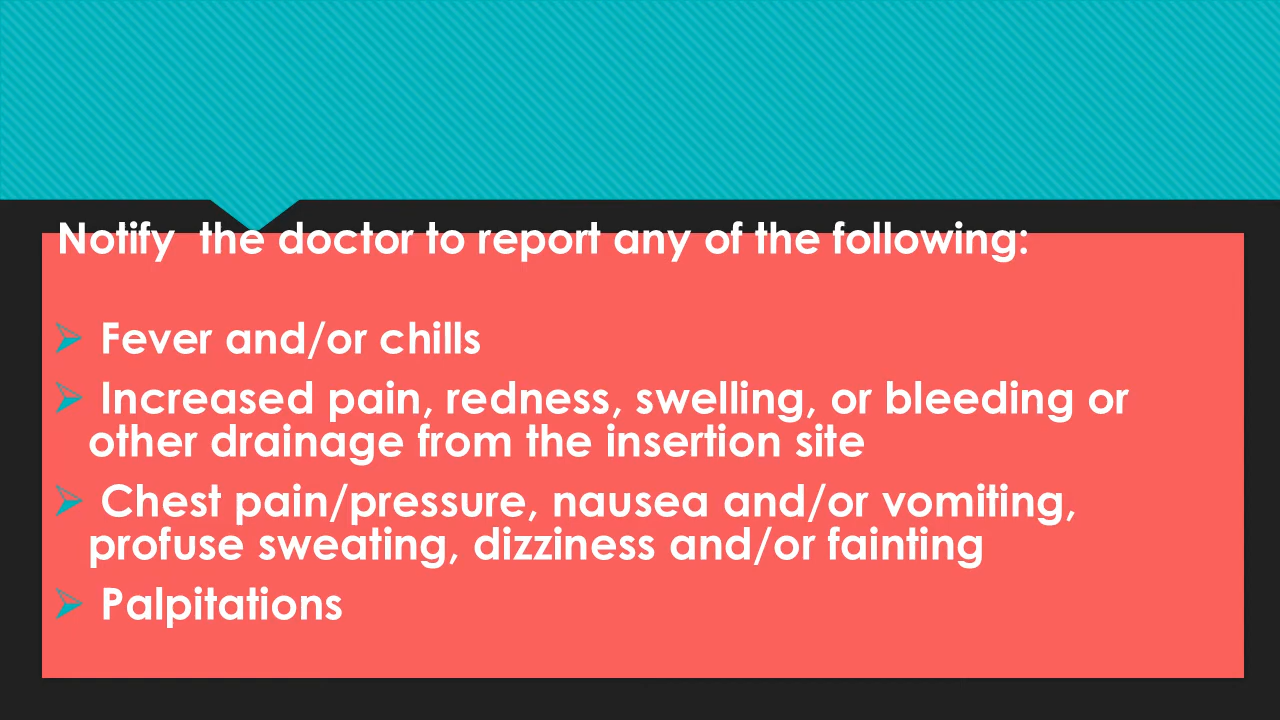 Notify  the doctor to report any of the following:
➢ Fever and/or chills
➢ Increased pain, redness, swelling, or bleeding or
other drainage from the insertion site
➢ Chest pain/pressure, nausea and/or vomiting,
profuse sweating, dizziness and/or fainting
➢ Palpitations